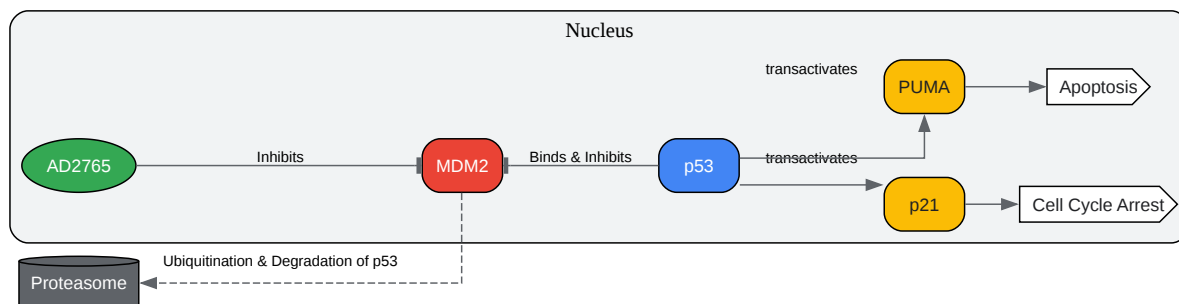 Nucleus
transactivates
PUMA
Apoptosis
AD2765
Inhibits
MDM2
Binds & Inhibits
p53
transactivates
p21
Cell Cycle Arrest
Ubiquitination & Degradation of p53
Proteasome